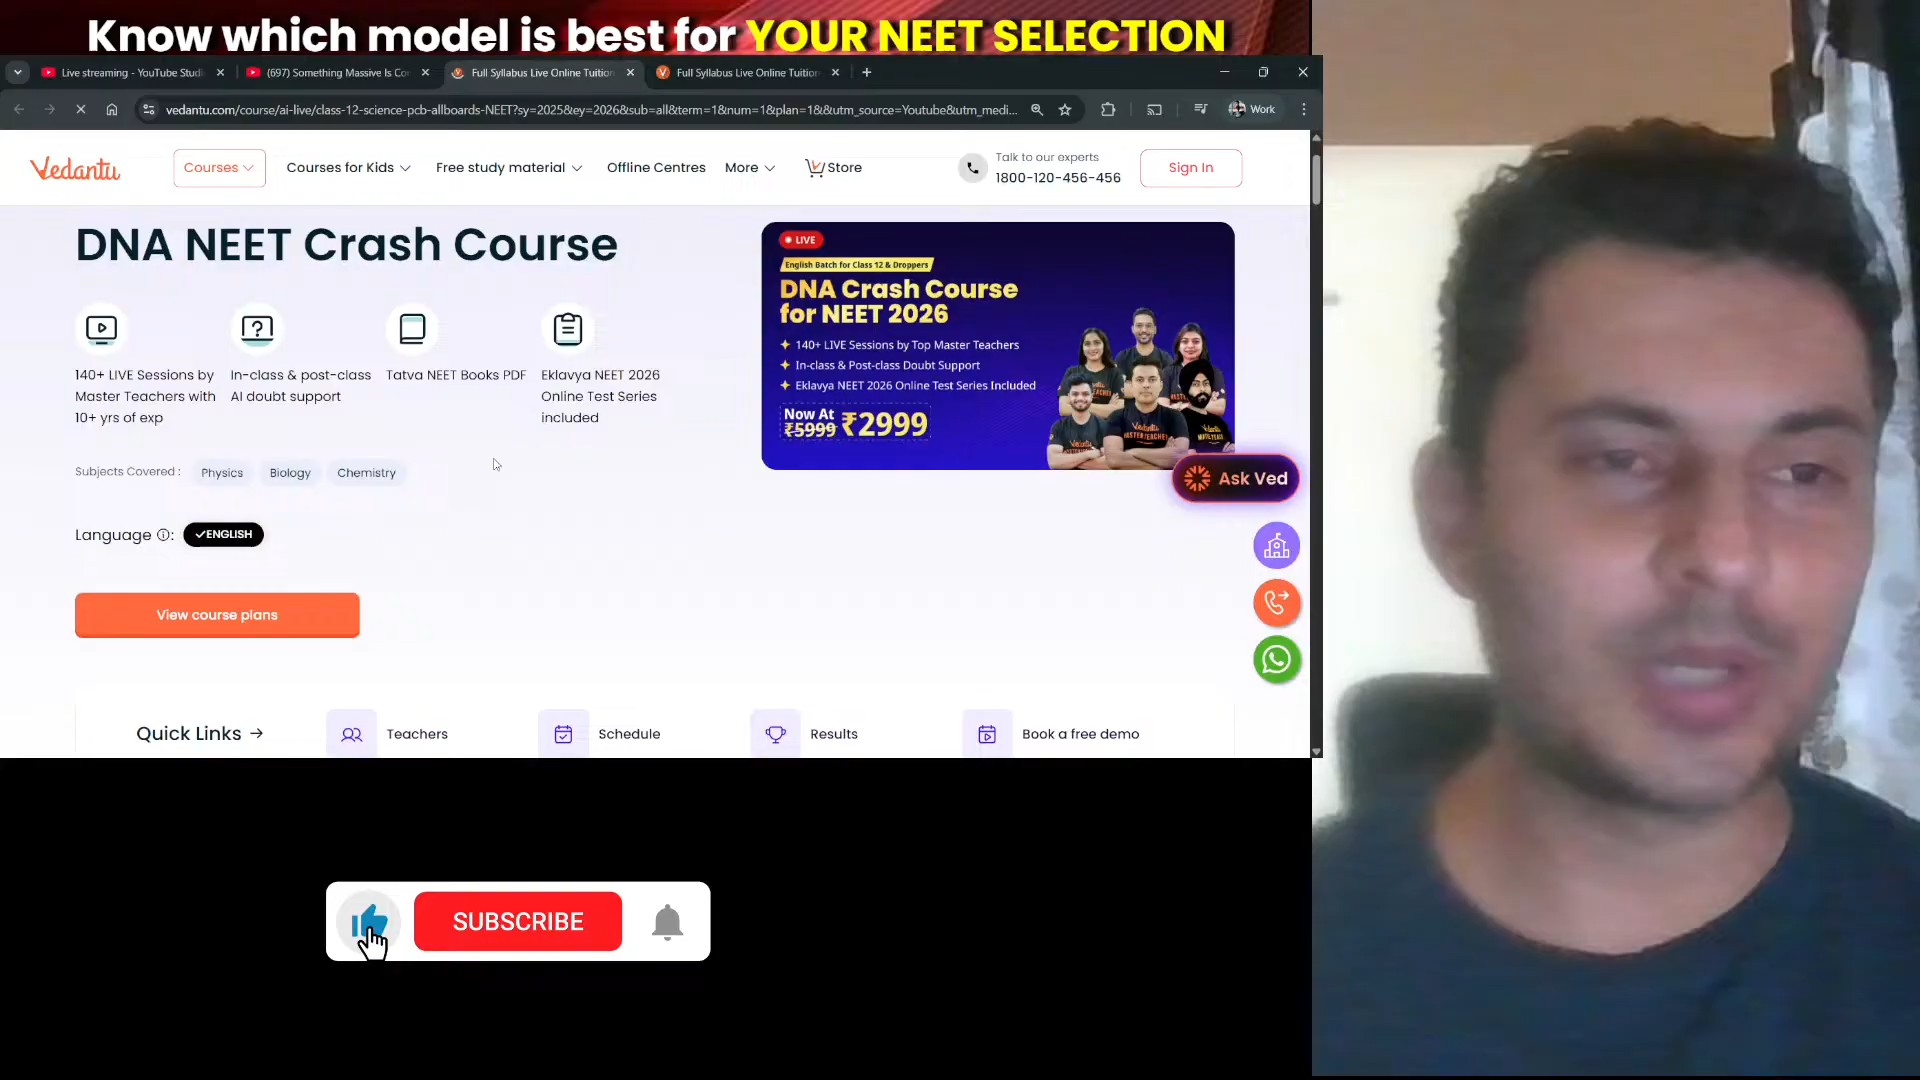 Know which model is best for YOUR NEET SELECTION
Live streaming - YouTube Studi
(697) Something Massive Is Co
Full Syllabus Live Online Tuition
Full Syllabus Live Online Tuition
vedantu.com/course/ai-live/class-12-science-pcb-allboards-NEET?sy=2025&ey=2026&sub=all&term=1&num=1&plan=1&&utm_source=Youtube&utm_medi...
Work
Vedantu
Courses
Courses for Kids
Free study material
Offline Centres
More
Store
Talk to our experts
1800-120-456-456
Sign In
DNA NEET Crash Course
140+ LIVE Sessions by
Master Teachers with
10+ yrs of exp
In-class & post-class
AI doubt support
Tatva NEET Books PDF
Eklavya NEET 2026
Online Test Series
included
Subjects Covered :
Physics
Biology
Chemistry
Language :
ENGLISH
View course plans
LIVE
English Batch for Class 12 & Droppers
DNA Crash Course
for NEET 2026
140+ LIVE Sessions by Top Master Teachers
In-class & Post-class Doubt Support
Eklavya NEET 2026 Online Test Series Included
Now At
₹5999 ₹2999
Ask Ved
Quick Links →
Teachers
Schedule
Results
Book a free demo
SUBSCRIBE